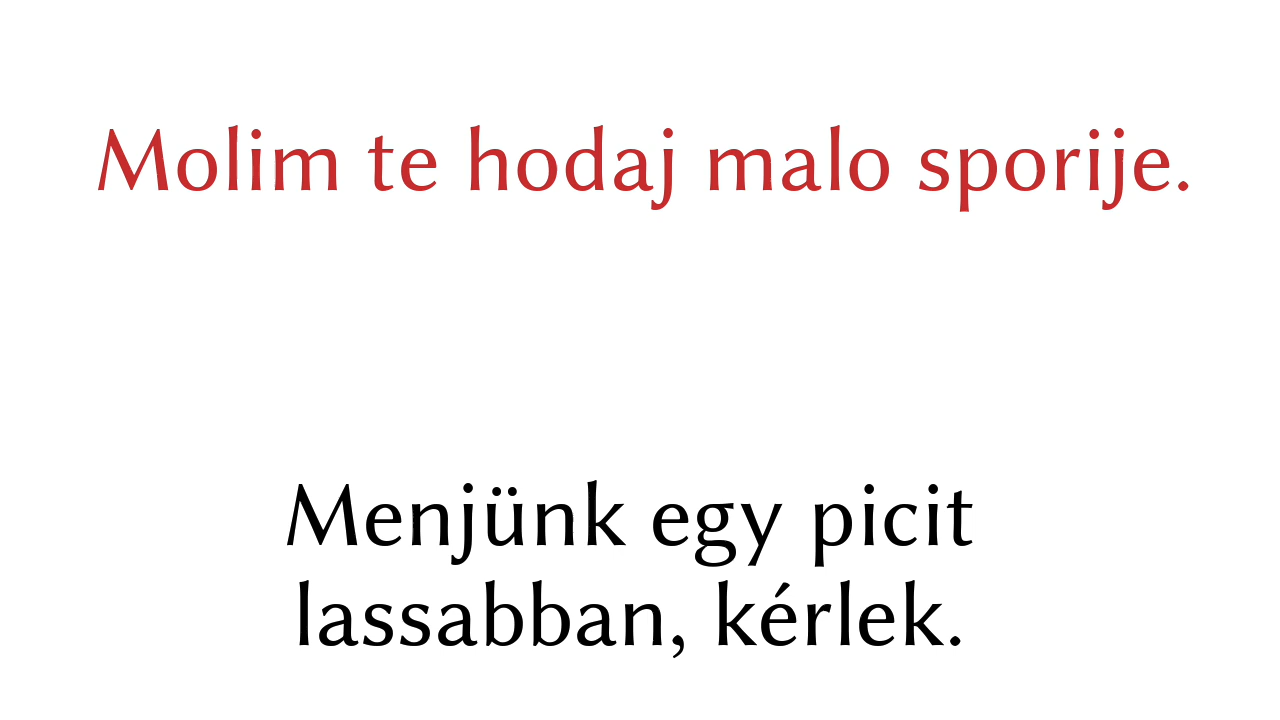 Molim te hodaj malo sporije.
Menjünk egy picit
lassabban, kérlek.